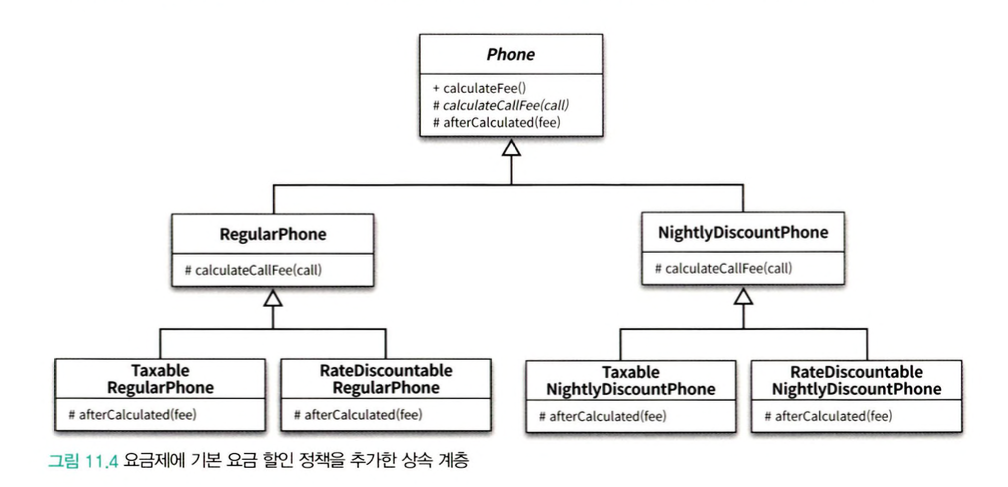 Phone
+ calculateFee()
# calculateCallFee(call)
# afterCalculated(fee)
RegularPhone
# calculateCallFee(call)
NightlyDiscountPhone
# calculateCallFee(call)
Taxable
RegularPhone
# afterCalculated(fee)
RateDiscountable
RegularPhone
# afterCalculated(fee)
Taxable
NightlyDiscountPhone
# afterCalculated(fee)
RateDiscountable
NightlyDiscountPhone
# afterCalculated(fee)
그림 11.4 요금제에 기본 요금 할인 정책을 추가한 상속 계층